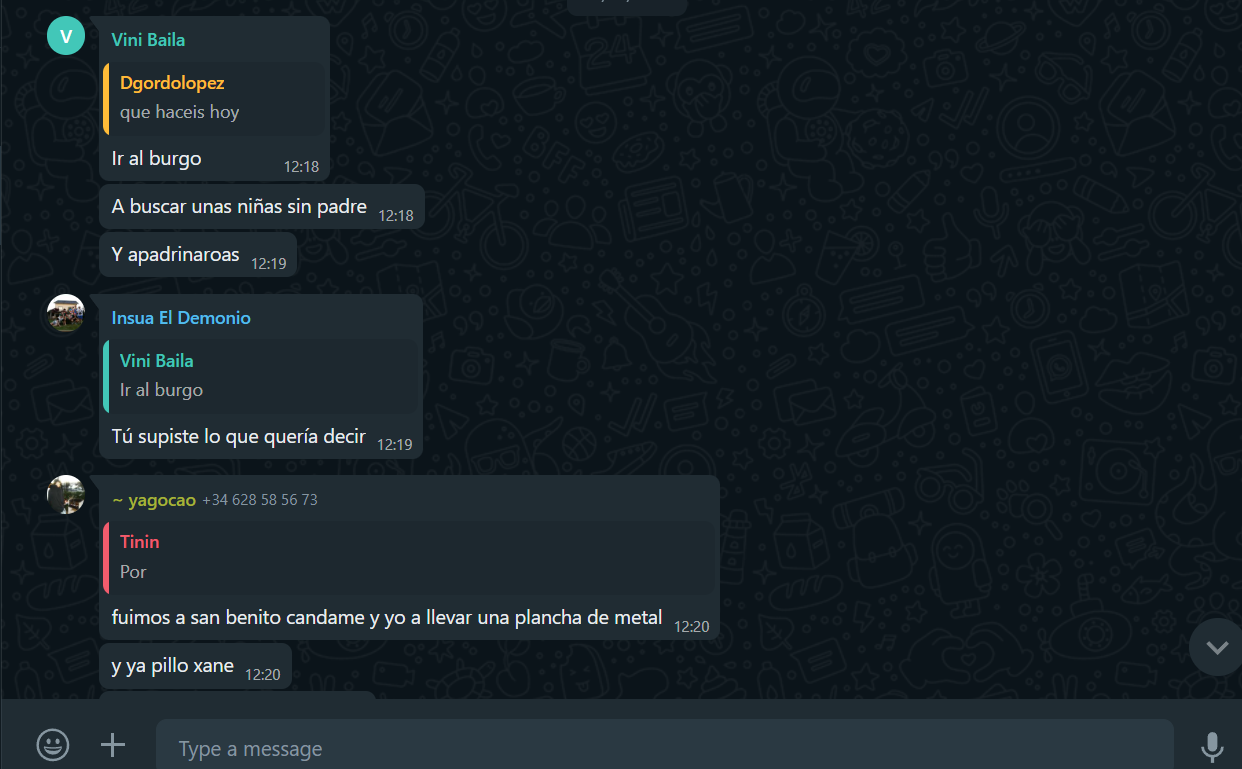 V
Vini Baila
Dgordolopez
que haceis hoy
Ir al burgo 12:18
A buscar unas niñas sin padre 12:18
Y apadrinaroas 12:19
Insua El Demonio
Vini Baila
Ir al burgo
Tú supiste lo que quería decir 12:19
~ yagocao +34 628 58 56 73
Tinin
Por
fuimos a san benito candame y yo a llevar una plancha de metal 12:20
y ya pillo xane 12:20
Type a message